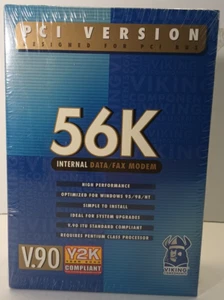 PCI VERSION
DESIGNED FOR PCI BUS
56K
INTERNAL DATA/FAX MODEM
HIGH PERFORMANCE
OPTIMIZED FOR WINDOWS 95/98/NT
SIMPLE TO INSTALL
IDEAL FOR SYSTEM UPGRADES
V.90 ITU STANDARD COMPLIANT
REQUIRES PENTIUM CLASS PROCESSOR
V.90
Y2K
COMPLIANT
VIKING